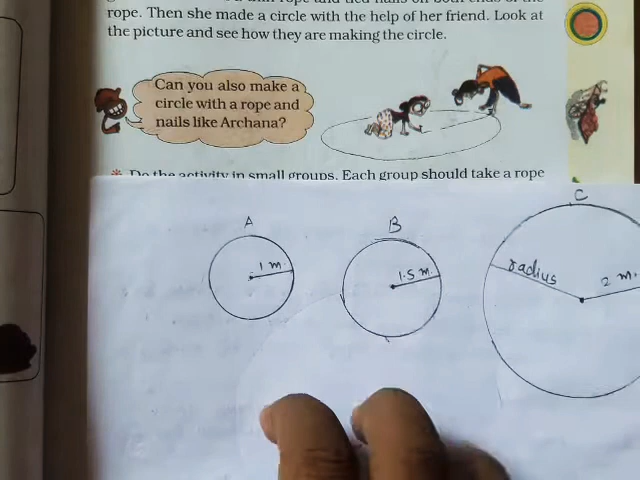 rope. Then she made a circle with the help of her friend. Look at
the picture and see how they are making the circle.
Can you also make a
circle with a rope and
nails like Archana?
* Do the activity in small groups. Each group should take a rope
A
B
C
1 m.
1.5 m.
radius
2 m.